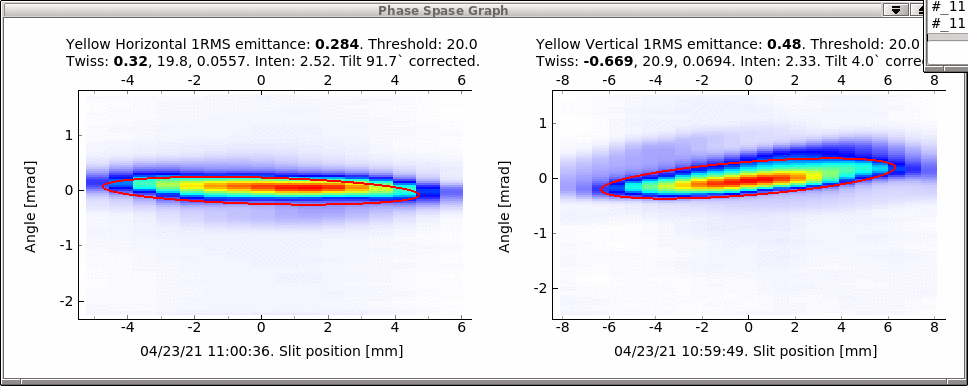 Phase Spase Graph
#_11
#_11
Yellow Horizontal 1RMS emittance: 0.284. Threshold: 20.0
Twiss: 0.32, 19.8, 0.0557. Inten: 2.52. Tilt 91.7` corrected.
-4 -2 0 2 4 6
1
0
-1
-2
Angle [mrad]
-4 -2 0 2 4 6
04/23/21 11:00:36. Slit position [mm]
Yellow Vertical 1RMS emittance: 0.48. Threshold: 20.0
Twiss: -0.669, 20.9, 0.0694. Inten: 2.33. Tilt 4.0` corre
-8 -6 -4 -2 0 2 4 6 8
1
0
-1
-2
Angle [mrad]
-8 -6 -4 -2 0 2 4 6 8
04/23/21 10:59:49. Slit position [mm]